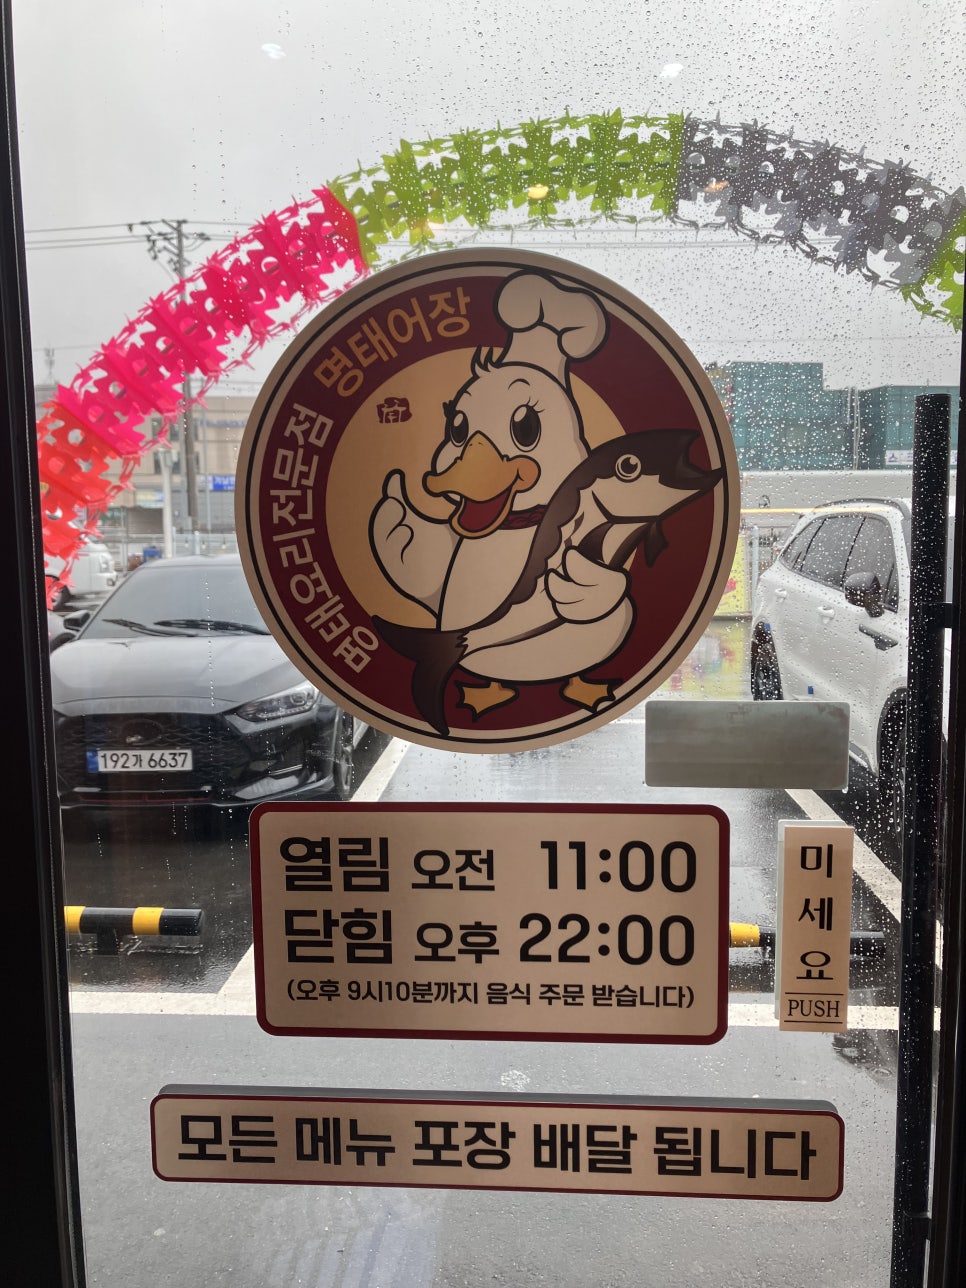 용태요리전문점 명태어장
192가 6637
열림 오전 11:00
닫힘 오후 22:00
(오후 9시10분까지 음식 주문 받습니다)
미세요
PUSH
모든 메뉴 포장 배달 됩니다